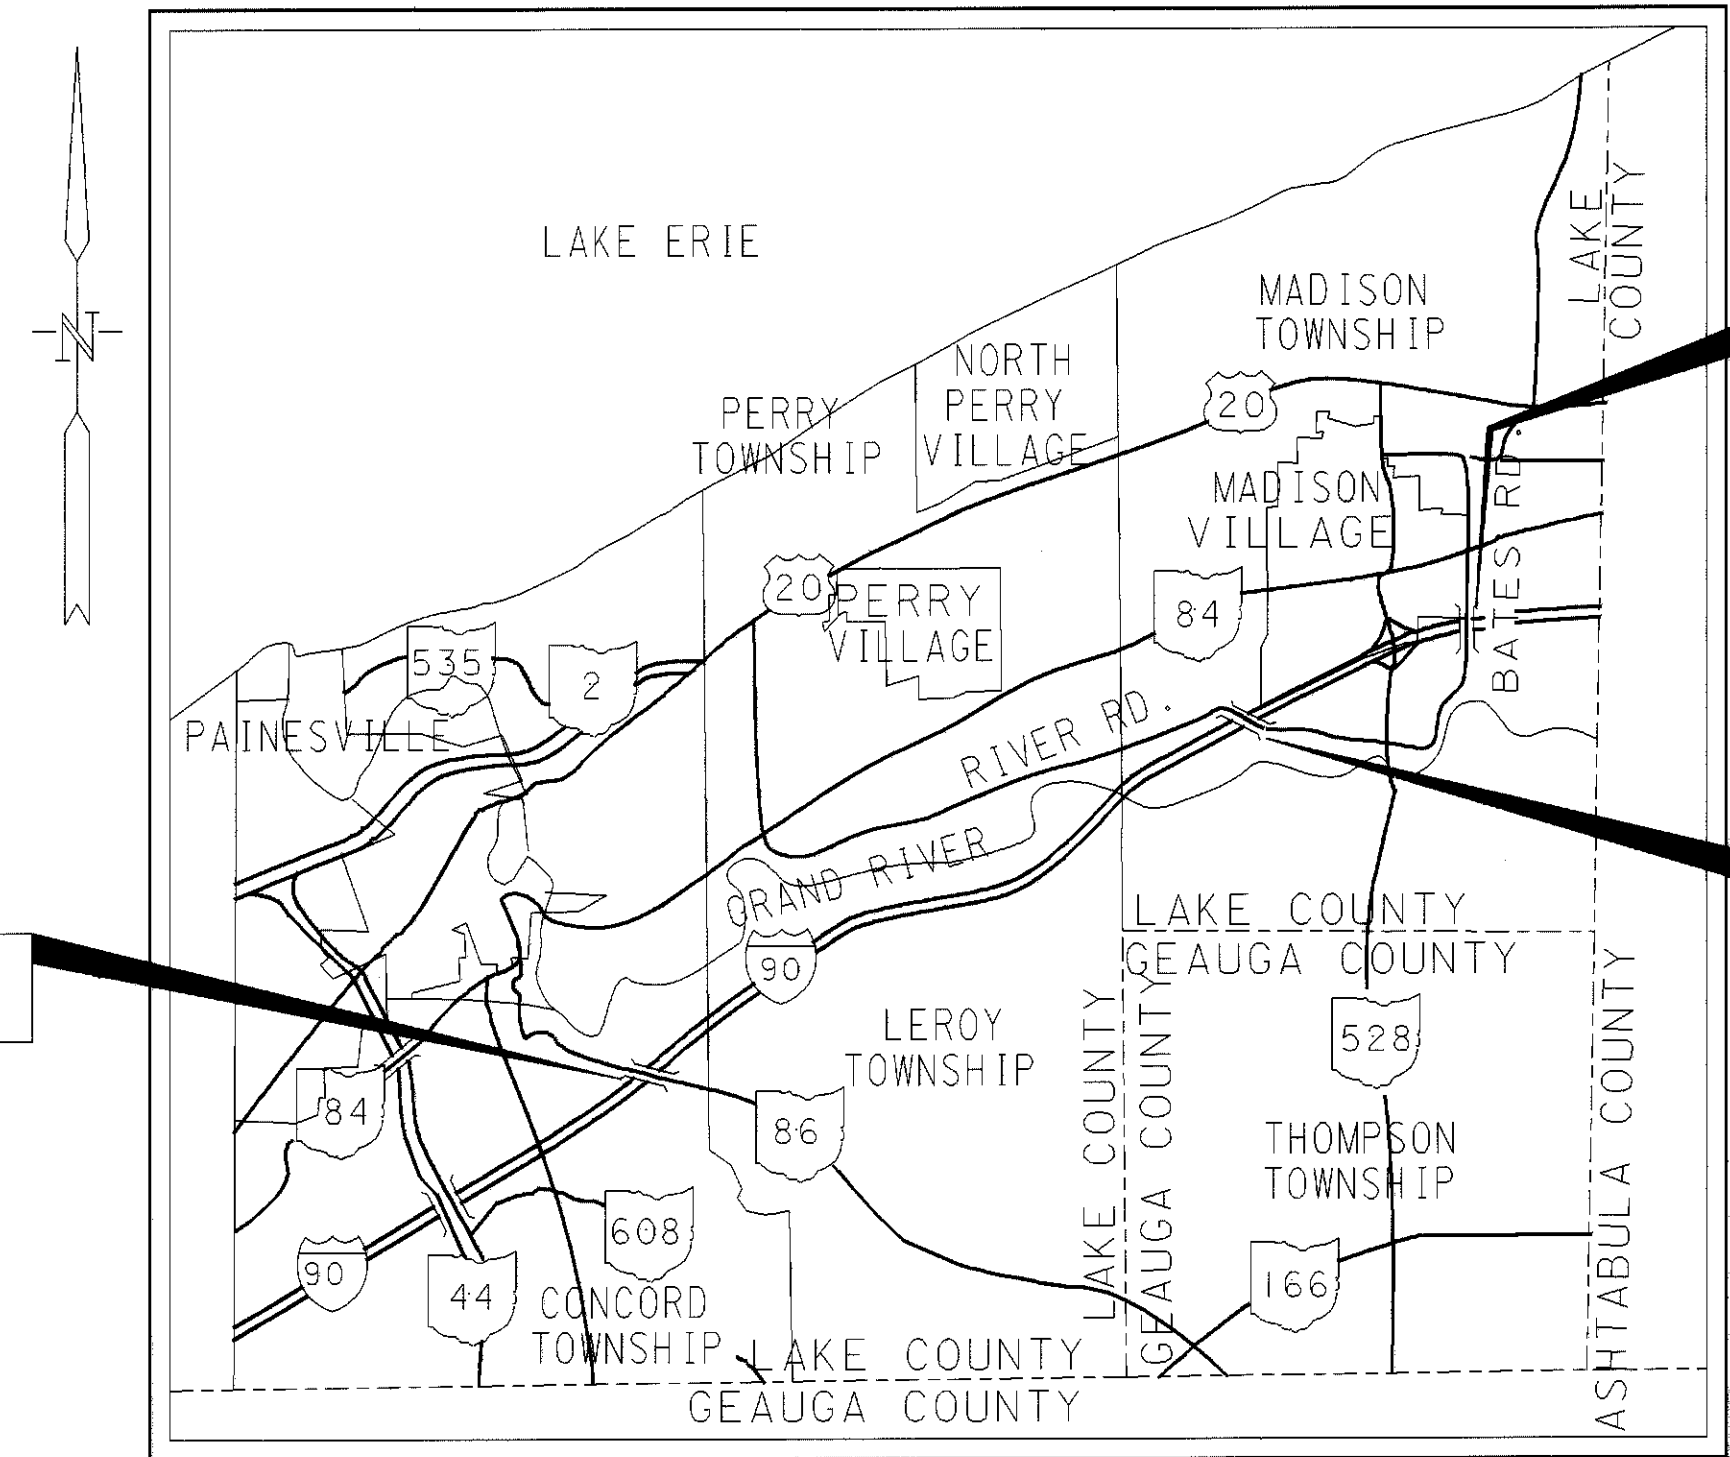 N
LAKE ERIE
LAKE
COUNTY
MADISON
TOWNSHIP
NORTH
PERRY
VILLAGE
PERRY
TOWNSHIP
20
MADISON
VILLAGE
BATES RD.
20
PERRY
VILLAGE
84
535
2
PAINESVILLE
RIVER RD.
GRAND RIVER
90
LAKE COUNTY
GEAUGA COUNTY
LEROY
TOWNSHIP
LAKE COUNTY
GEAUGA COUNTY
528
ASHTABULA COUNTY
84
86
THOMPSON
TOWNSHIP
608
90
44
166
CONCORD
TOWNSHIP
LAKE COUNTY
GEAUGA COUNTY